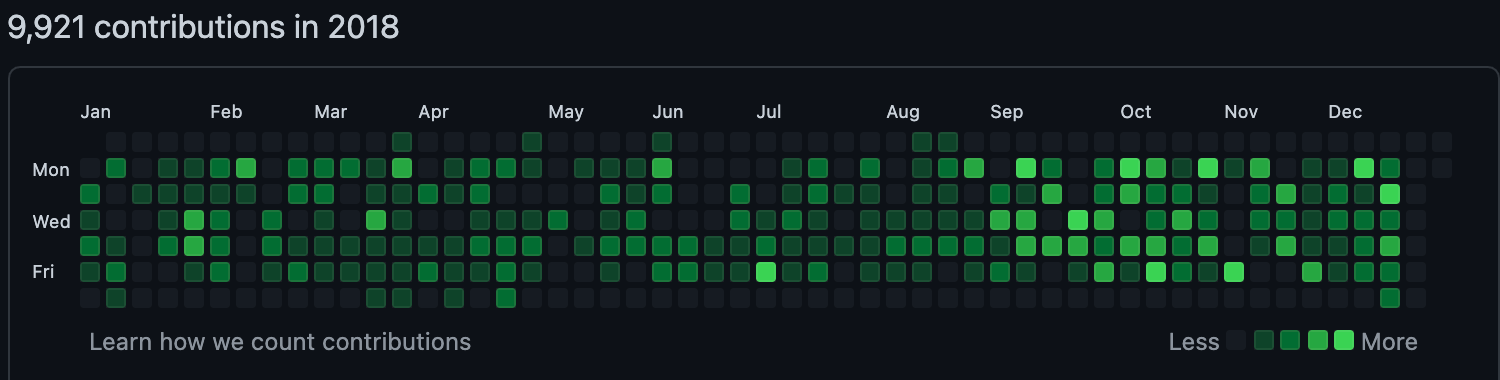 9,921 contributions in 2018
Jan Feb Mar Apr May Jun Jul Aug Sep Oct Nov Dec
Mon
Wed
Fri
Learn how we count contributions
Less More